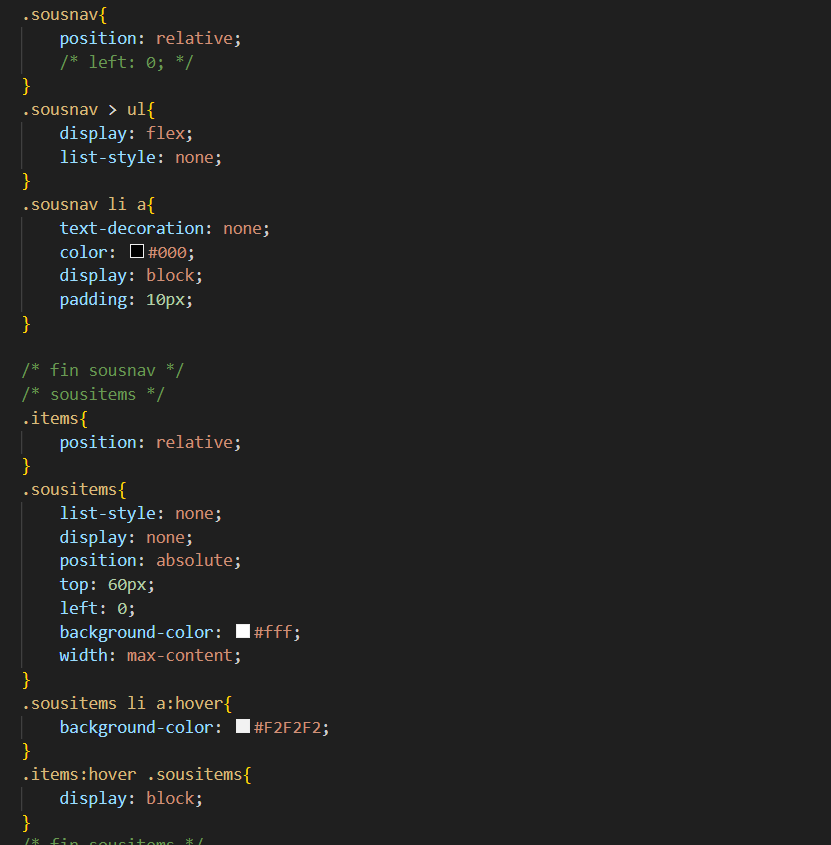 .sousnav{
    position: relative;
    /* left: 0; */
}
.sousnav > ul{
    display: flex;
    list-style: none;
}
.sousnav li a{
    text-decoration: none;
    color: #000;
    display: block;
    padding: 10px;
}

/* fin sousnav */
/* sousitems */
.items{
    position: relative;
}
.sousitems{
    list-style: none;
    display: none;
    position: absolute;
    top: 60px;
    left: 0;
    background-color: #fff;
    width: max-content;
}
.sousitems li a:hover{
    background-color: #F2F2F2;
}
.items:hover .sousitems{
    display: block;
}
/* fin sousitems */